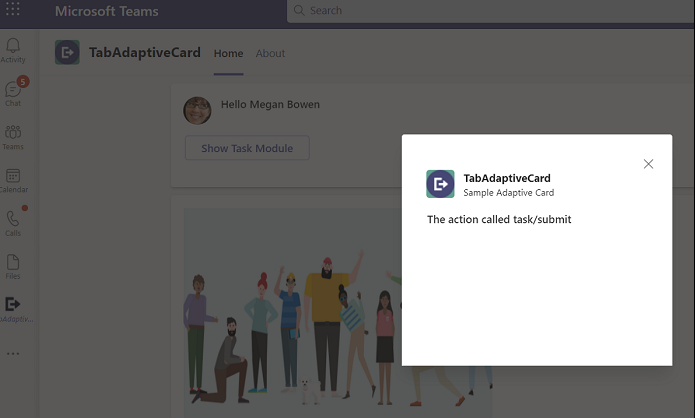 Microsoft Teams
Search
Activity
5
Chat
Teams
Calendar
Calls
Files
TabAdaptiveCard
Home
About
Hello Megan Bowen
Show Task Module
TabAdaptiveCard
Sample Adaptive Card
The action called task/submit